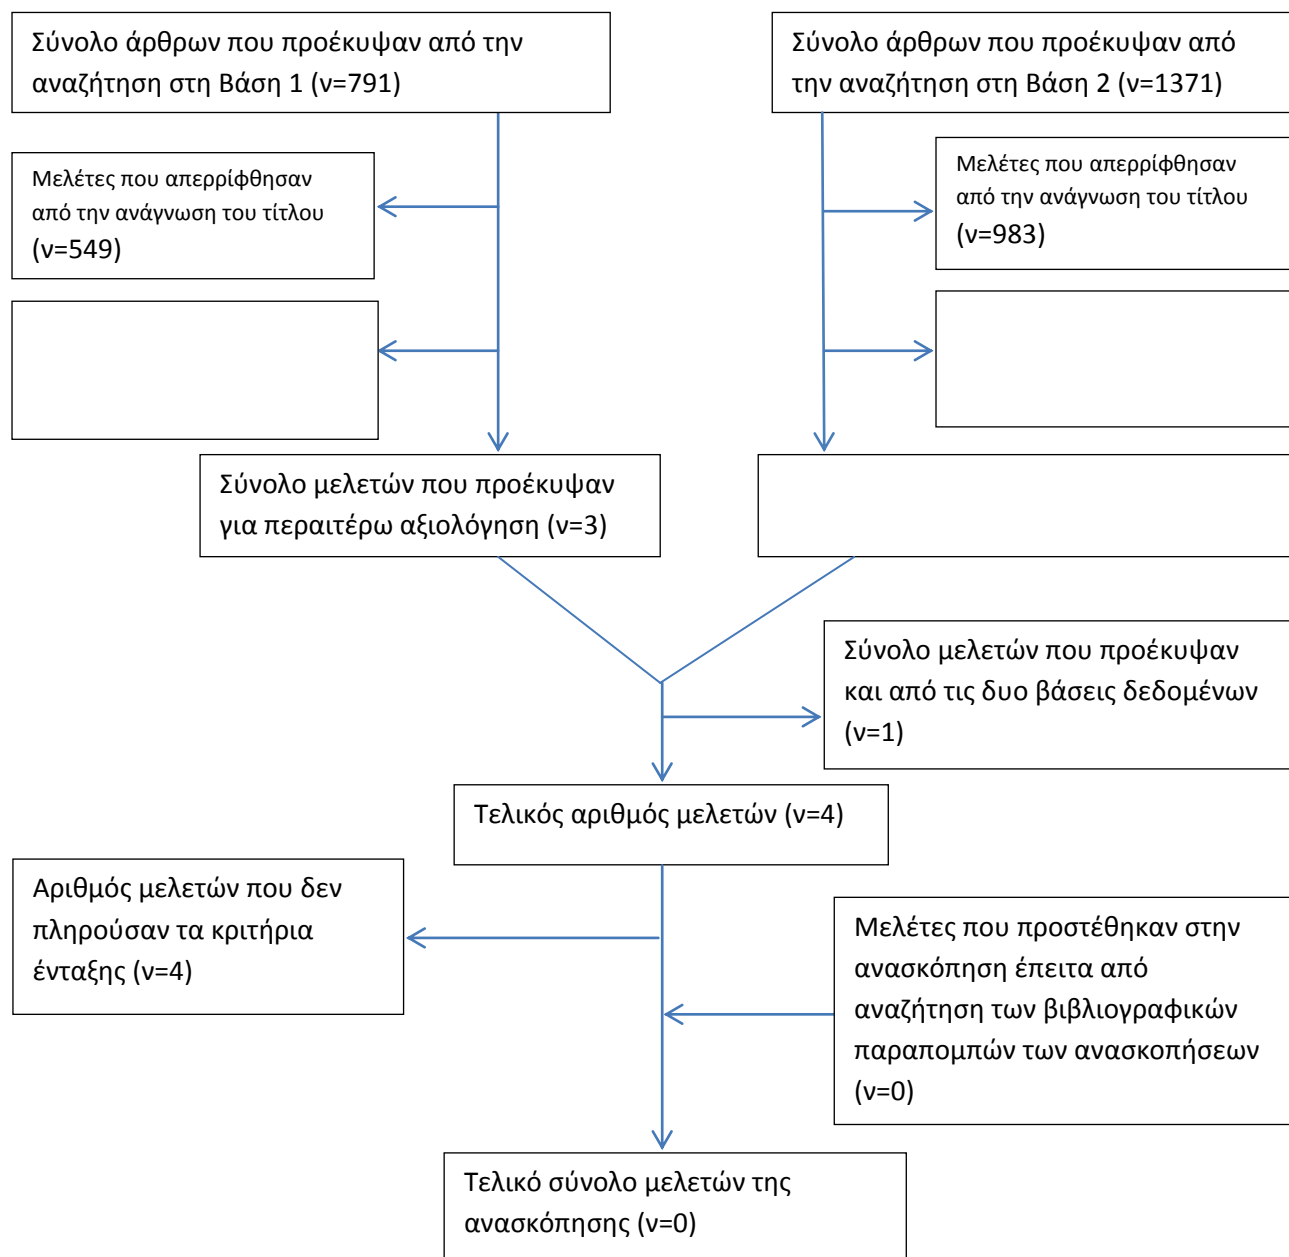 Σύνολο άρθρων που προέκυψαν από την
αναζήτηση στη Βάση 1 (ν=791)
Σύνολο άρθρων που προέκυψαν από
την αναζήτηση στη Βάση 2 (ν=1371)
Μελέτες που απερρίφθησαν
από την ανάγνωση του τίτλου
(ν=549)
Μελέτες που απερρίφθησαν
από την ανάγνωση του τίτλου
(ν=983)
Σύνολο μελετών που προέκυψαν
για περαιτέρω αξιολόγηση (ν=3)
Σύνολο μελετών που προέκυψαν
και από τις δυο βάσεις δεδομένων
(ν=1)
Τελικός αριθμός μελετών (ν=4)
Αριθμός μελετών που δεν
πληρούσαν τα κριτήρια
ένταξης (ν=4)
Μελέτες που προστέθηκαν στην
ανασκόπηση έπειτα από
αναζήτηση των βιβλιογραφικών
παραπομπών των ανασκοπήσεων
(ν=0)
Τελικό σύνολο μελετών της
ανασκόπησης (ν=0)